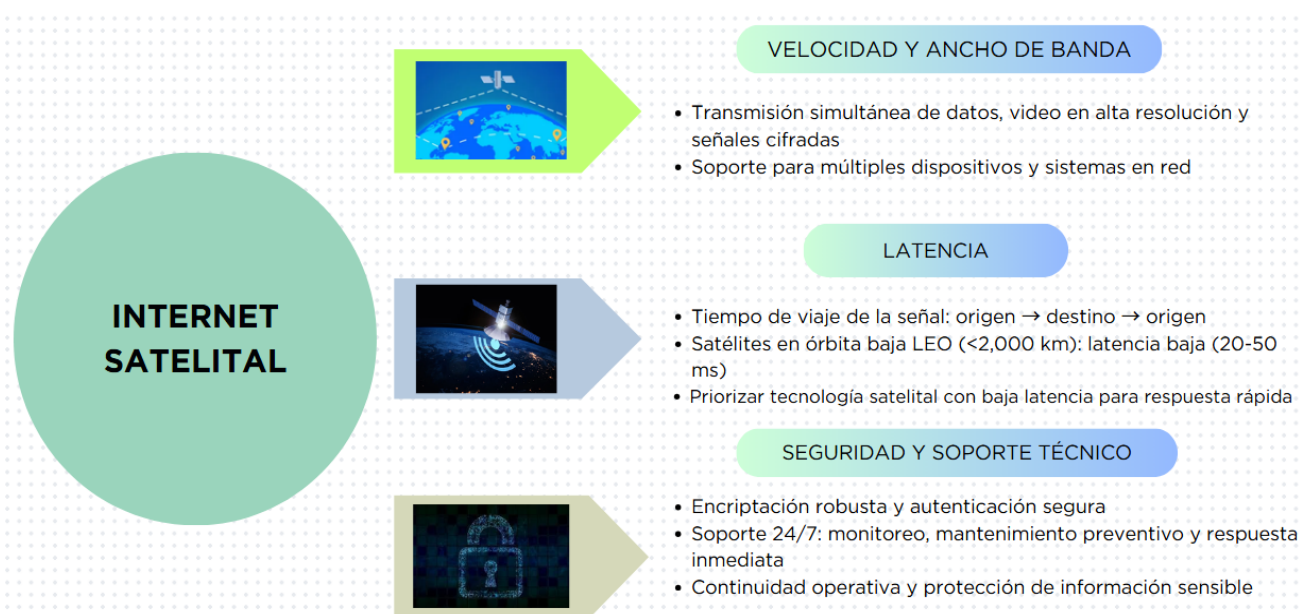 INTERNET
SATELITAL
VELOCIDAD Y ANCHO DE BANDA
• Transmisión simultánea de datos, video en alta resolución y
señales cifradas
• Soporte para múltiples dispositivos y sistemas en red
LATENCIA
• Tiempo de viaje de la señal: origen → destino → origen
• Satélites en órbita baja LEO (<2,000 km): latencia baja (20-50
ms)
• Priorizar tecnología satelital con baja latencia para respuesta rápida
SEGURIDAD Y SOPORTE TÉCNICO
• Encriptación robusta y autenticación segura
• Soporte 24/7: monitoreo, mantenimiento preventivo y respuesta
inmediata
• Continuidad operativa y protección de información sensible